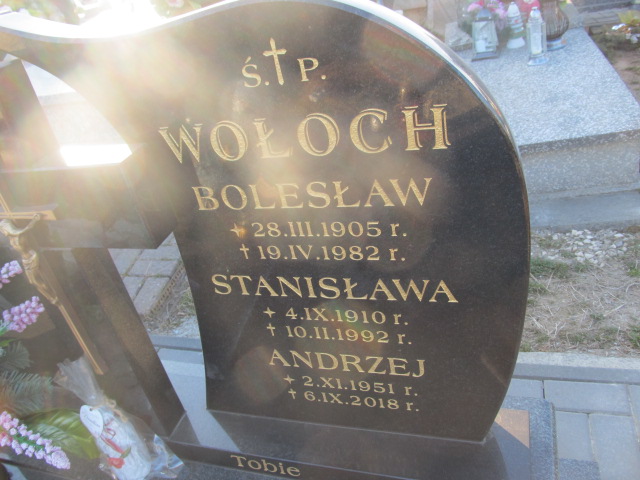 Ś.†P.
WOŁOCH
BOLESŁAW
+ 28.III.1905 r.
† 19.IV.1982 r.
STANISŁAWA
+ 4.IX.1910 r.
† 10.II.1992 r.
ANDRZEJ
+ 2.XI.1951 r.
† 6.IX.2018 r.
Tobie